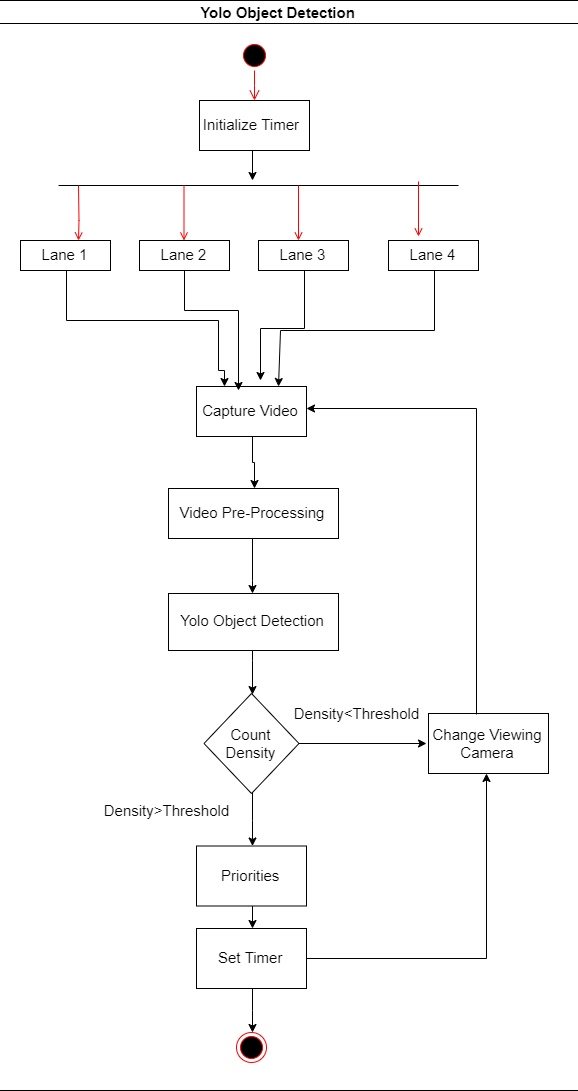 Yolo Object Detection
Initialize Timer
Lane 1
Lane 2
Lane 3
Lane 4
Capture Video
Video Pre-Processing
Yolo Object Detection
Count
Density
Density<Threshold
Change Viewing
Camera
Density>Threshold
Priorities
Set Timer